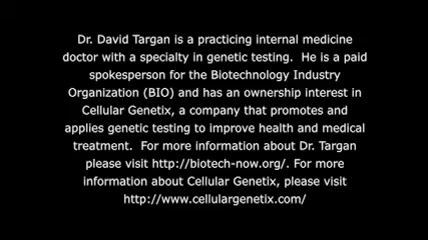 Dr. David Targan is a practicing internal medicine
doctor with a specialty in genetic testing.  He is a paid
spokesperson for the Biotechnology Industry
Organization (BIO) and has an ownership interest in
Cellular Genetix, a company that promotes and
applies genetic testing to improve health and medical
treatment.  For more information about Dr. Targan
please visit http://biotech-now.org/. For more
information about Cellular Genetix, please visit
http://www.cellulargenetix.com/